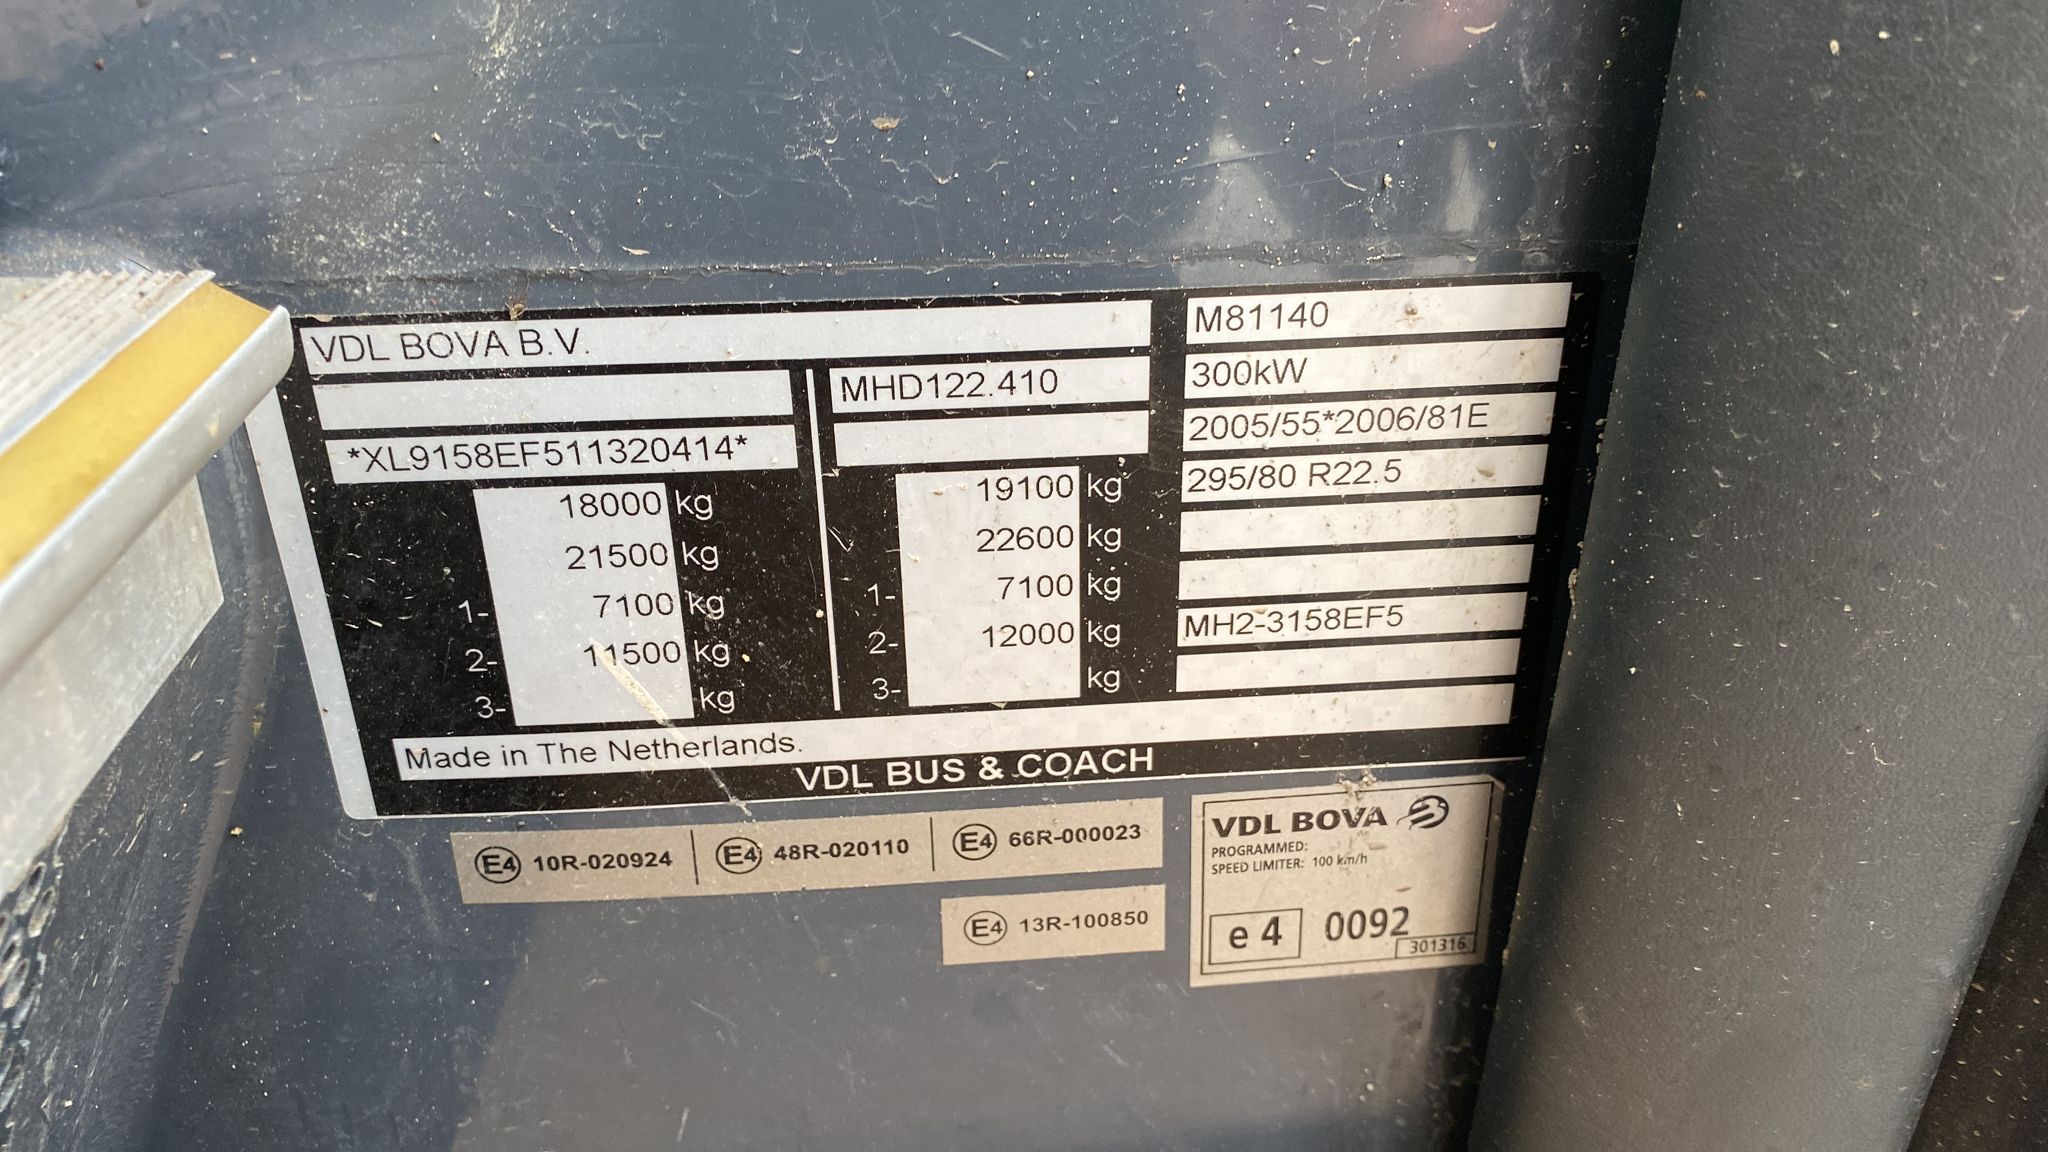 VDL BOVA B.V.
*XL9158EF511320414*
18000 kg
21500 kg
1- 7100 kg
2- 11500 kg
3- kg
MHD122.410
19100 kg
22600 kg
1- 7100 kg
2- 12000 kg
3- kg
M81140
300kW
2005/55*2006/81E
295/80 R22.5
MH2-3158EF5
Made in The Netherlands.
VDL BUS & COACH
E4 10R-020924
E4 48R-020110
E4 66R-000023
E4 13R-100850
VDL BOVA
PROGRAMMED:
SPEED LIMITER: 100 km/h
e4 0092
301316